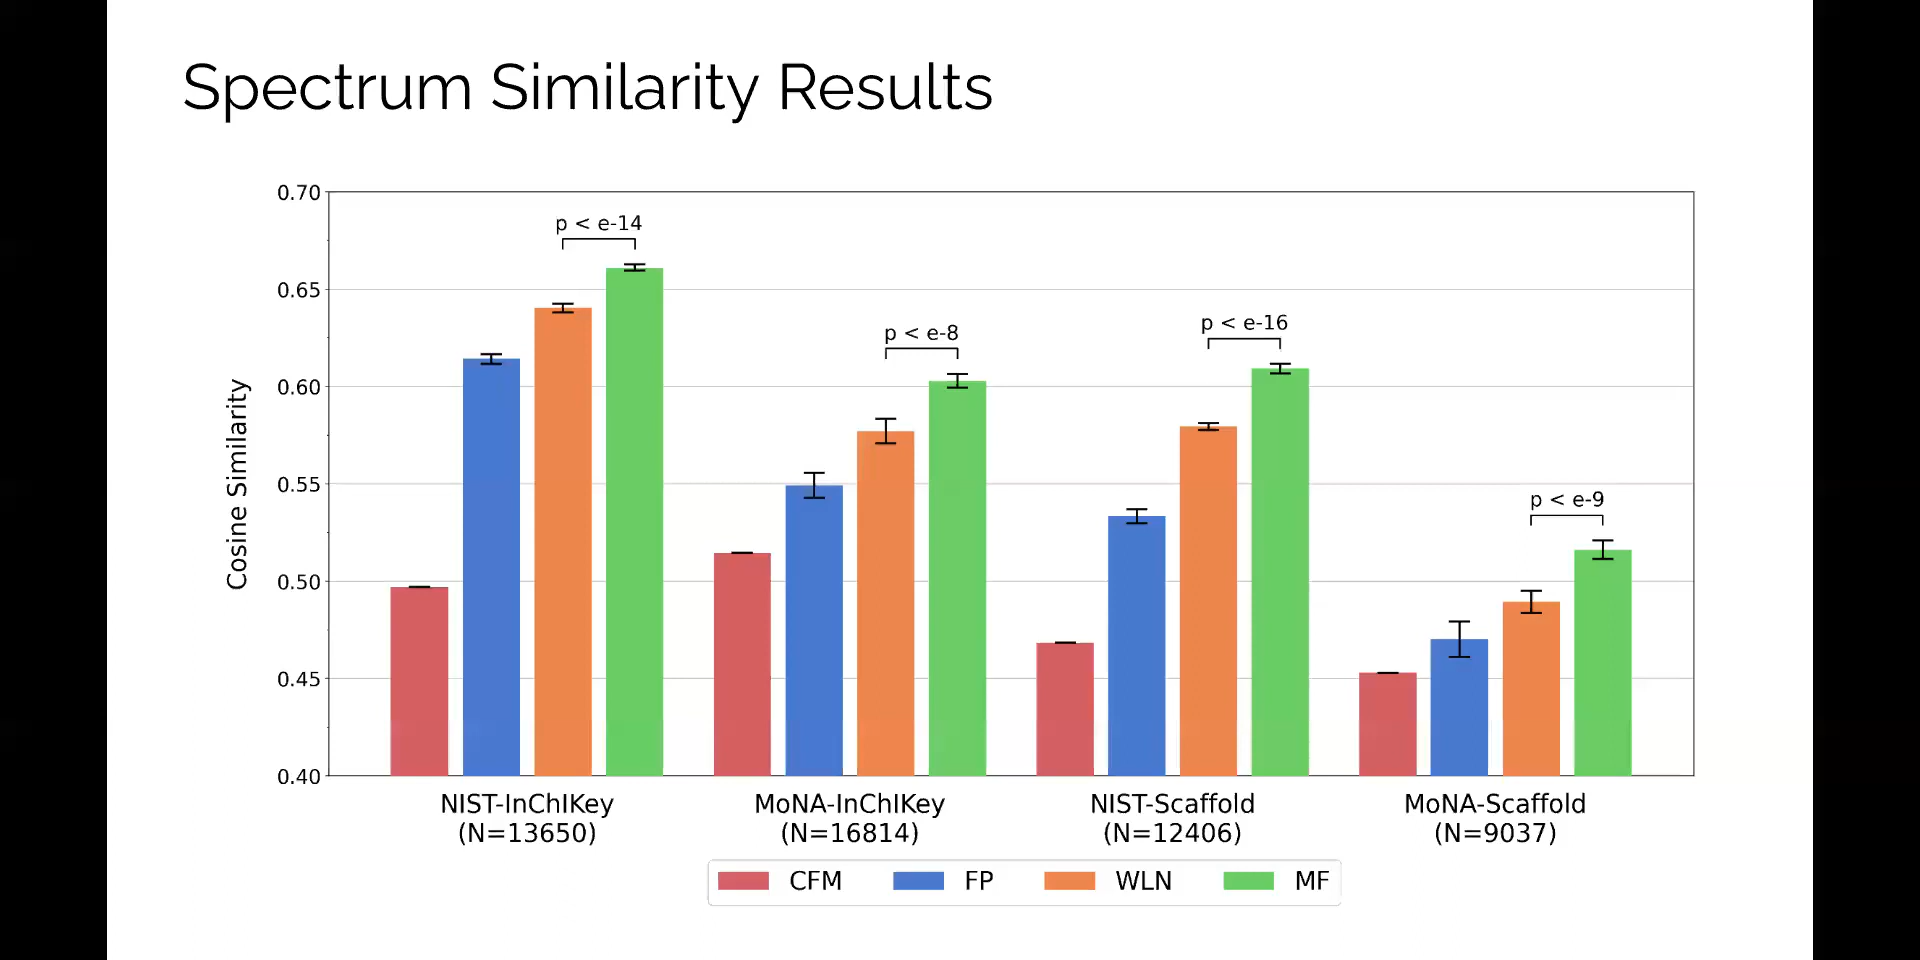 Spectrum Similarity Results
0.70
0.65
0.60
0.55
0.50
0.45
0.40
Cosine Similarity
p < e-14
p < e-8
p < e-16
p < e-9
NIST-InChIKey
(N=13650)
MoNA-InChIKey
(N=16814)
NIST-Scaffold
(N=12406)
MoNA-Scaffold
(N=9037)
CFM
FP
WLN
MF